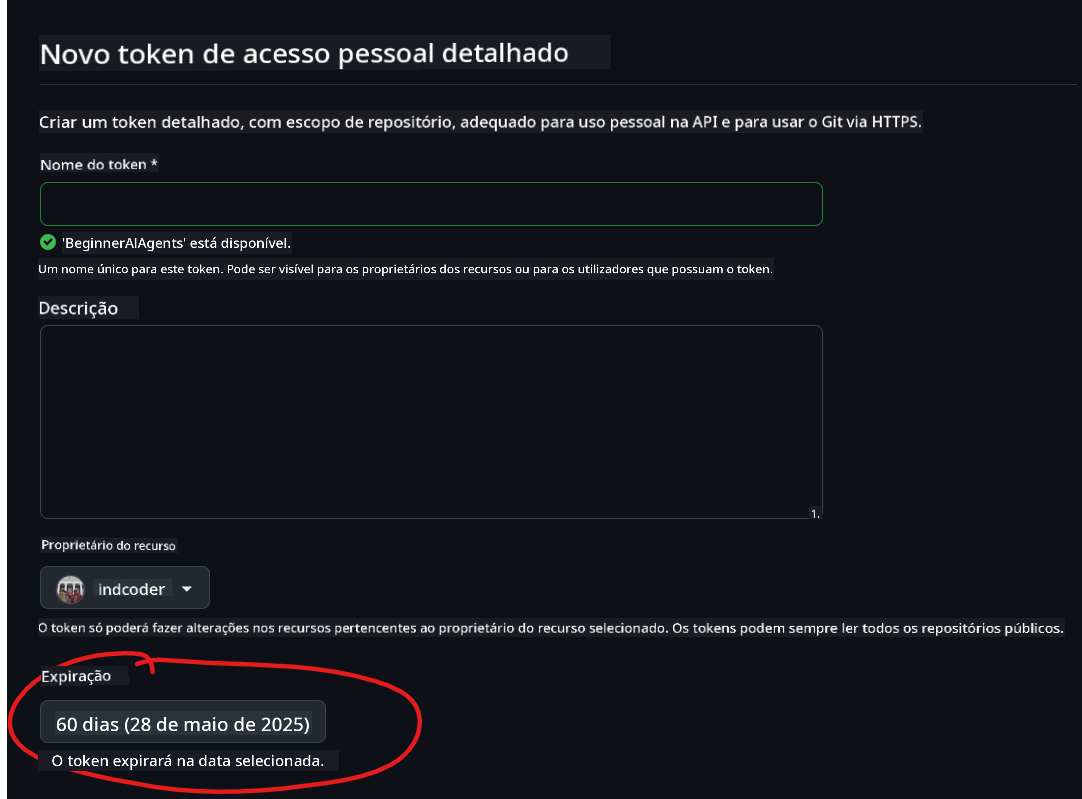 Novo token de acesso pessoal detalhado
Criar um token detalhado, com escopo de repositório, adequado para uso pessoal na API e para usar o Git via HTTPS.
Nome do token *
'BeginnerAIAgents' está disponível.
Um nome único para este token. Pode ser visível para os proprietários dos recursos ou para os utilizadores que possuam o token.
Descrição
1.
Proprietário do recurso
indcoder
O token só poderá fazer alterações nos recursos pertencentes ao proprietário do recurso selecionado. Os tokens podem sempre ler todos os repositórios públicos.
Expiração
60 dias (28 de maio de 2025)
O token expirará na data selecionada.